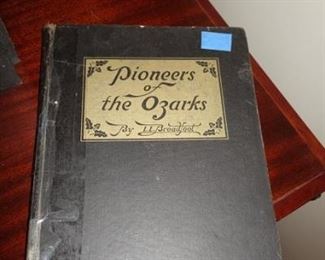 Pioneers
of
the Ozarks
By L.L. Broadfoot